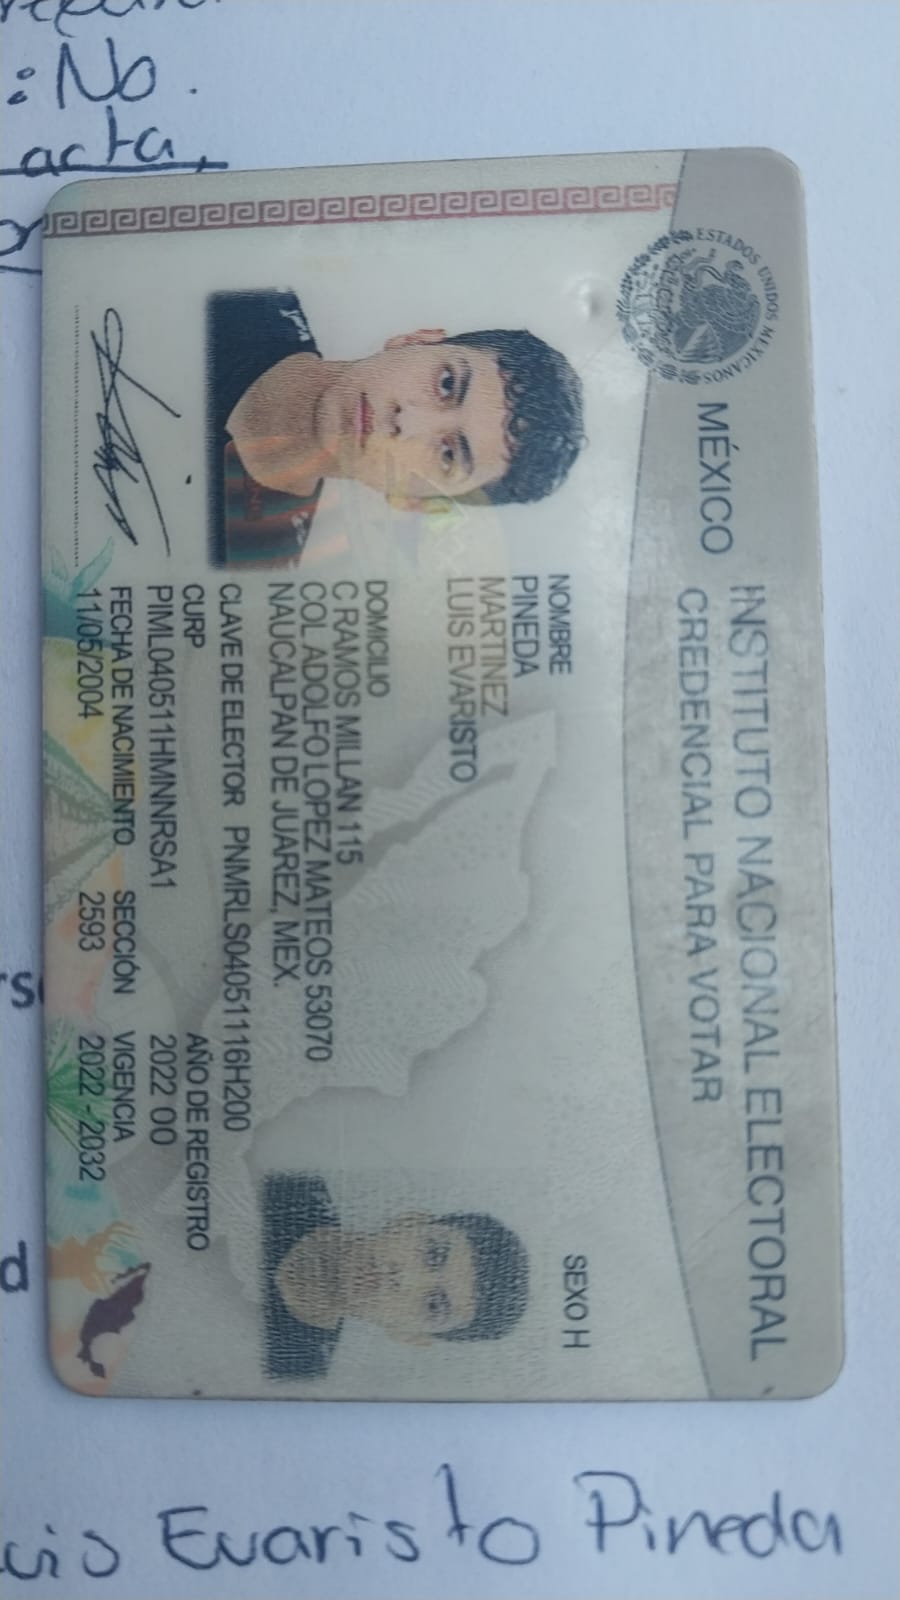 : No.
acta,
ESTADOS UNIDOS MEXICANOS
MÉXICO
INSTITUTO NACIONAL ELECTORAL
CREDENCIAL PARA VOTAR
NOMBRE
PINEDA
MARTINEZ
LUIS EVARISTO
SEXO H
DOMICILIO
C RAMOS MILLAN 115
COL ADOLFO LOPEZ MATEOS 53070
NAUCALPAN DE JUAREZ, MEX.
CLAVE DE ELECTOR PNMRLS04051116H200
CURP
PIML040511HMNNRSA1
AÑO DE REGISTRO
2022 00
FECHA DE NACIMIENTO
11/05/2004
SECCIÓN
2593
VIGENCIA
2022 - 2032
Evaristo Pineda